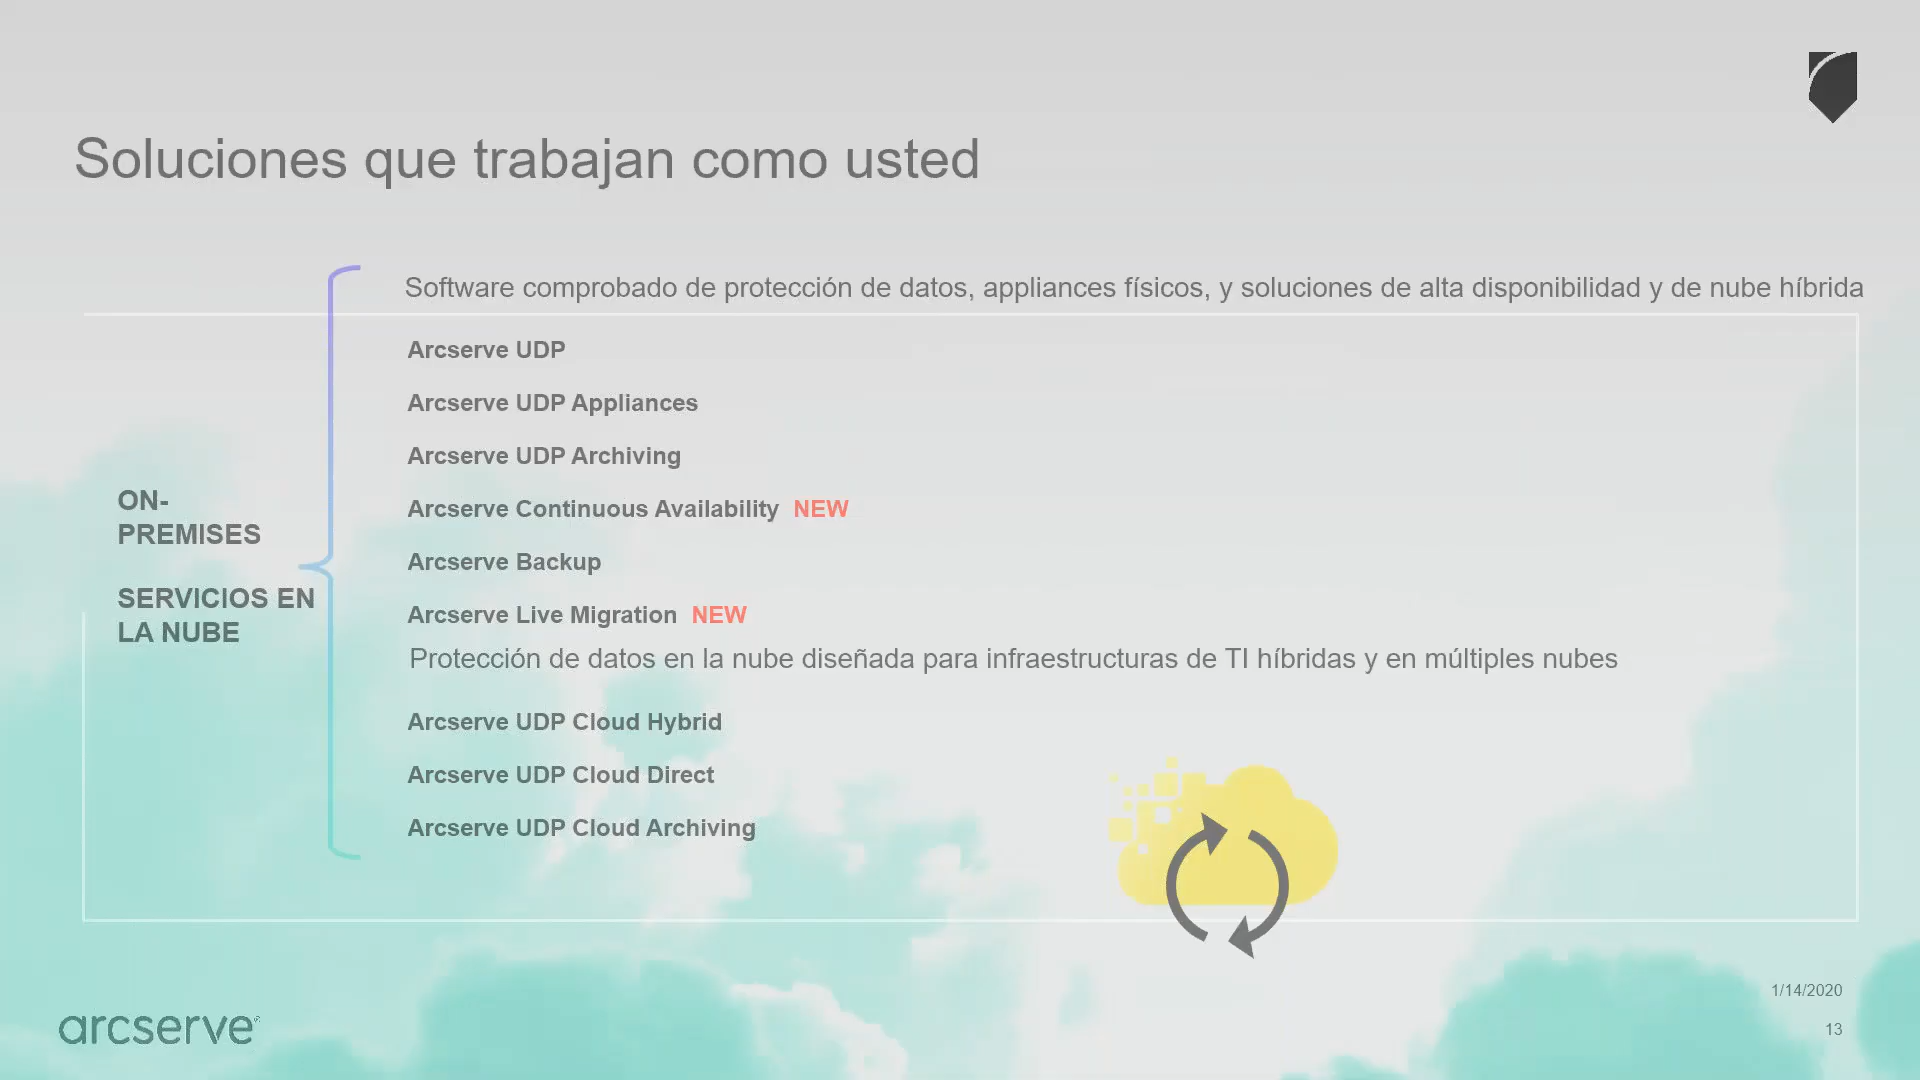 Soluciones que trabajan como usted
Software comprobado de protección de datos, appliances físicos, y soluciones de alta disponibilidad y de nube híbrida
Arcserve UDP
Arcserve UDP Appliances
Arcserve UDP Archiving
ON-
PREMISES
Arcserve Continuous Availability NEW
Arcserve Backup
SERVICIOS EN
LA NUBE
Arcserve Live Migration NEW
Protección de datos en la nube diseñada para infraestructuras de TI híbridas y en múltiples nubes
Arcserve UDP Cloud Hybrid
Arcserve UDP Cloud Direct
Arcserve UDP Cloud Archiving
1/14/2020
arcserve
13